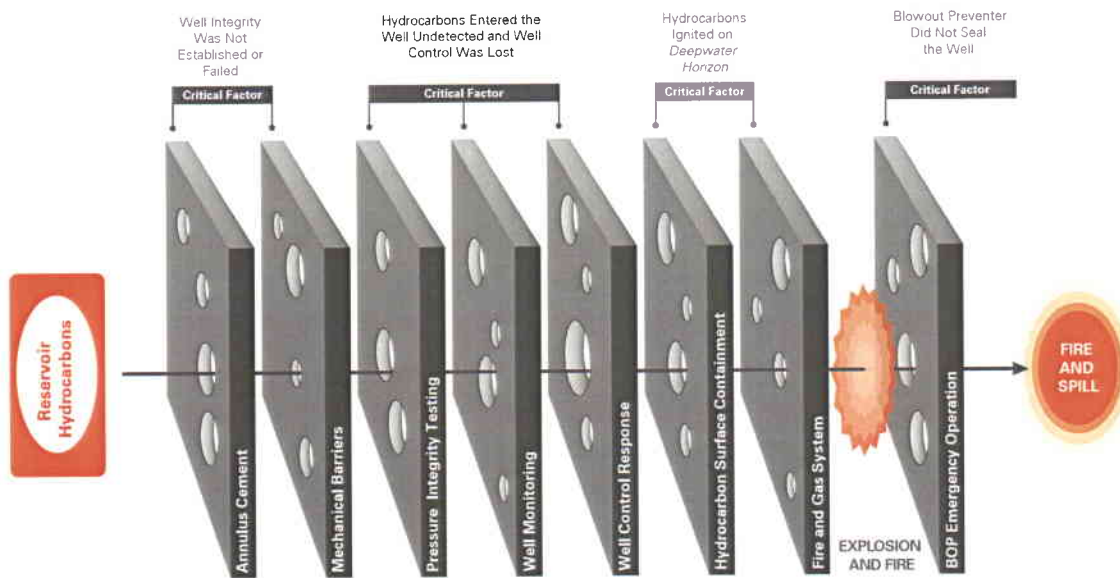 Well Integrity
Was Not
Established or
Failed
Hydrocarbons Entered the
Well Undetected and Well
Control Was Lost
Hydrocarbons
Ignited on
Deepwater
Horizon
Blowout Preventer
Did Not Seal
the Well
Critical Factor
Critical Factor
Critical Factor
Critical Factor
Reservoir
Hydrocarbons
Annulus Cement
Mechanical Barriers
Pressure Integrity Testing
Well Monitoring
Well Control Response
Hydrocarbon Surface Containment
Fire and Gas System
EXPLOSION
AND FIRE
BOP Emergency Operation
FIRE
AND
SPILL